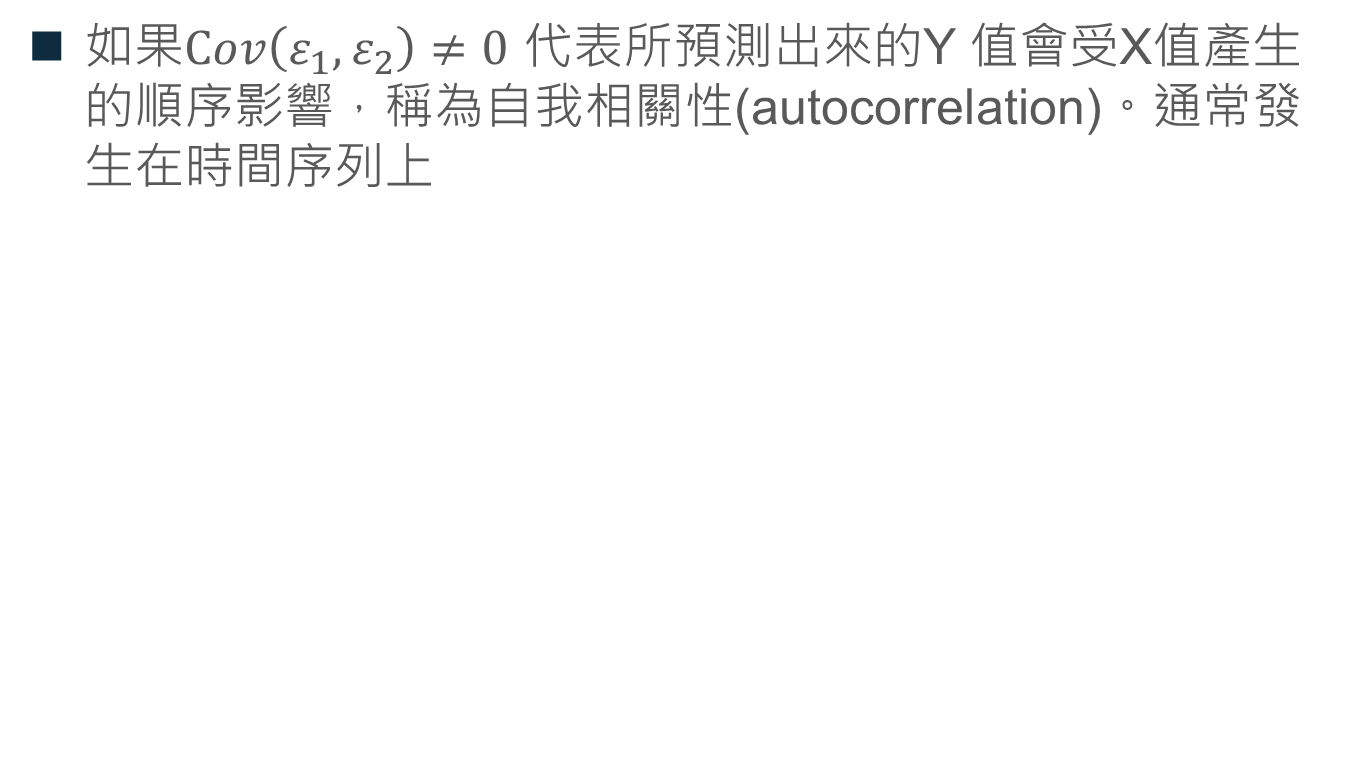 ■ 如果Cov(ε₁, ε₂) ≠ 0 代表所預測出來的Y 值會受X值產生
的順序影響，稱為自我相關性(autocorrelation)。通常發
生在時間序列上